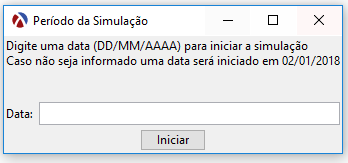 Período da Simulação
Digite uma data (DD/MM/AAAA) para iniciar a simulação
Caso não seja informado uma data será iniciado em 02/01/2018
Data:
Iniciar